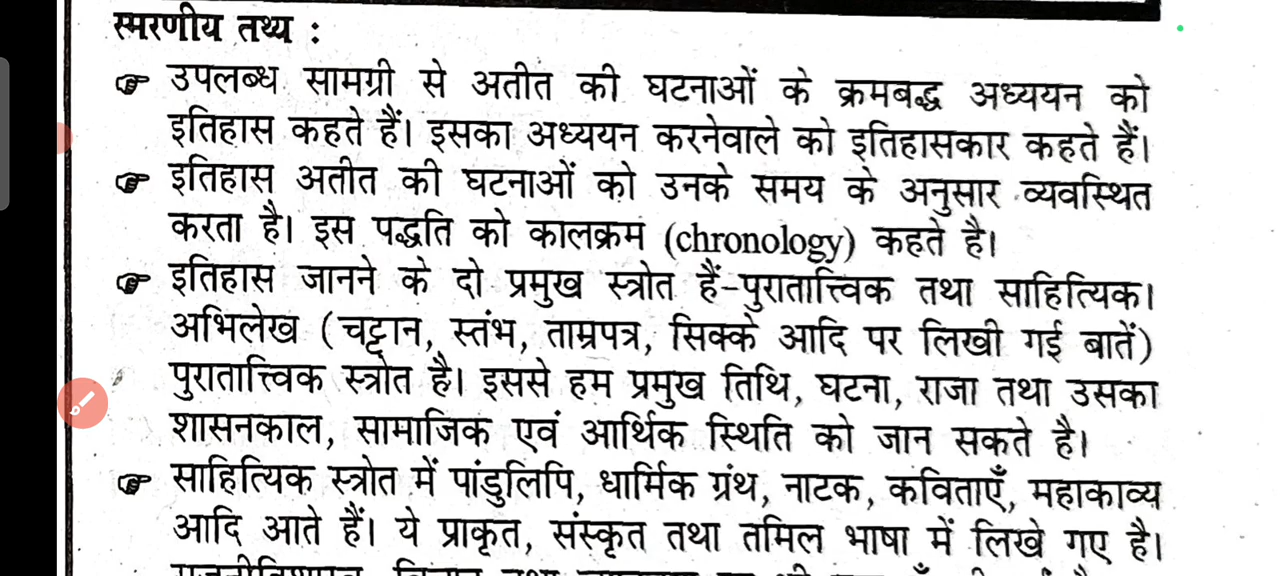 स्मरणीय तथ्य :
उपलब्ध सामग्री से अतीत की घटनाओं के क्रमबद्ध अध्ययन को
इतिहास कहते हैं। इसका अध्ययन करनेवाले को इतिहासकार कहते हैं।
इतिहास अतीत की घटनाओं को उनके समय के अनुसार व्यवस्थित
करता है। इस पद्धति को कालक्रम (chronology) कहते है।
इतिहास जानने के दो प्रमुख स्त्रोत हैं-पुरातात्त्विक तथा साहित्यिक।
अभिलेख (चट्टान, स्तंभ, ताम्रपत्र, सिक्के आदि पर लिखी गई बातें)
पुरातात्त्विक स्त्रोत है। इससे हम प्रमुख तिथि, घटना, राजा तथा उसका
शासनकाल, सामाजिक एवं आर्थिक स्थिति को जान सकते है।
साहित्यिक स्त्रोत में पांडुलिपि, धार्मिक ग्रंथ, नाटक, कविताएँ, महाकाव्य
आदि आते हैं। ये प्राकृत, संस्कृत तथा तमिल भाषा में लिखे गए है।